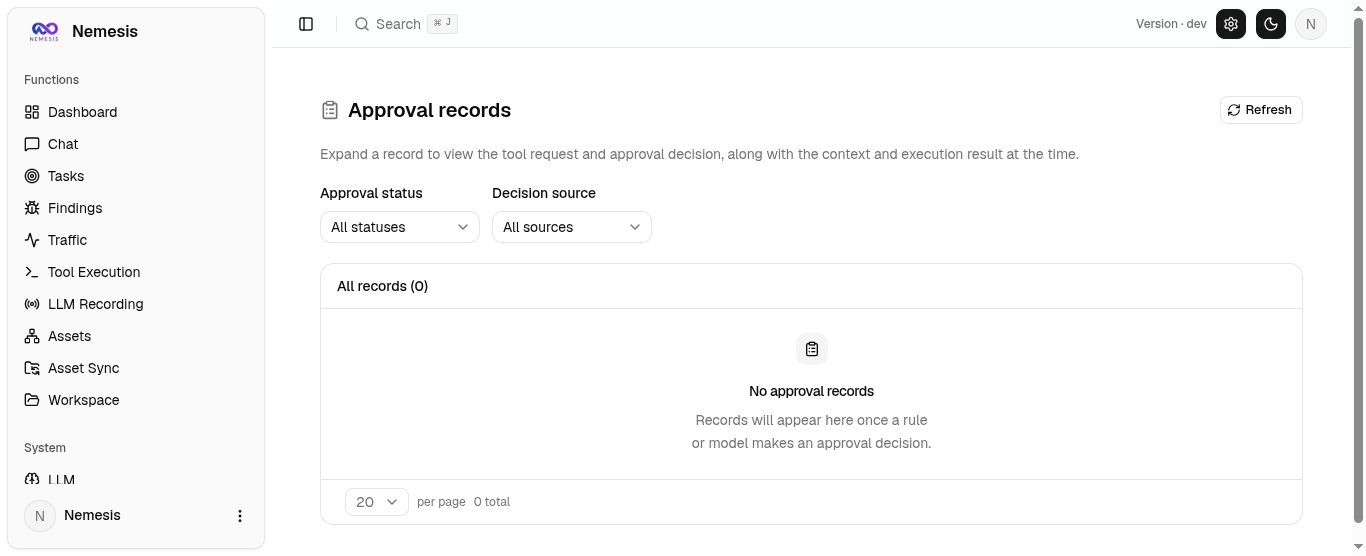 NEMESIS
Nemesis
Functions
Dashboard
Chat
Tasks
Findings
Traffic
Tool Execution
LLM Recording
Assets
Asset Sync
Workspace
System
LLM
N
Nemesis
Search
⌘ J
Version · dev
N
Approval records
Refresh
Expand a record to view the tool request and approval decision, along with the context and execution result at the time.
Approval status
Decision source
All statuses
All sources
All records (0)
No approval records
Records will appear here once a rule
or model makes an approval decision.
20
per page
0 total